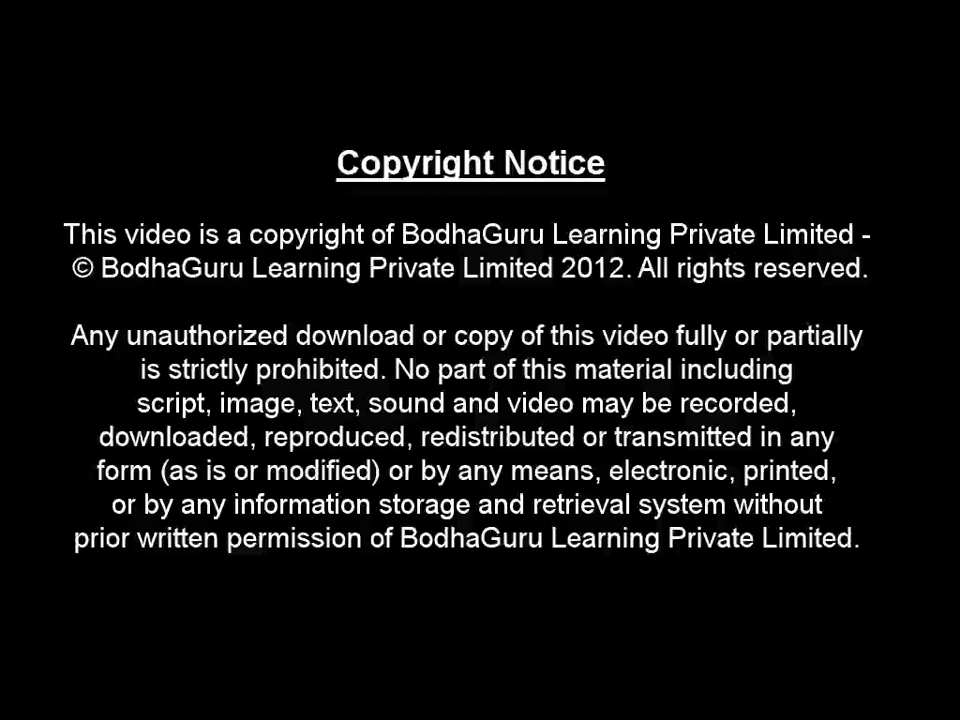 Copyright Notice
This video is a copyright of BodhaGuru Learning Private Limited -
© BodhaGuru Learning Private Limited 2012. All rights reserved.
Any unauthorized download or copy of this video fully or partially
is strictly prohibited. No part of this material including
script, image, text, sound and video may be recorded,
downloaded, reproduced, redistributed or transmitted in any
form (as is or modified) or by any means, electronic, printed,
or by any information storage and retrieval system without
prior written permission of BodhaGuru Learning Private Limited.